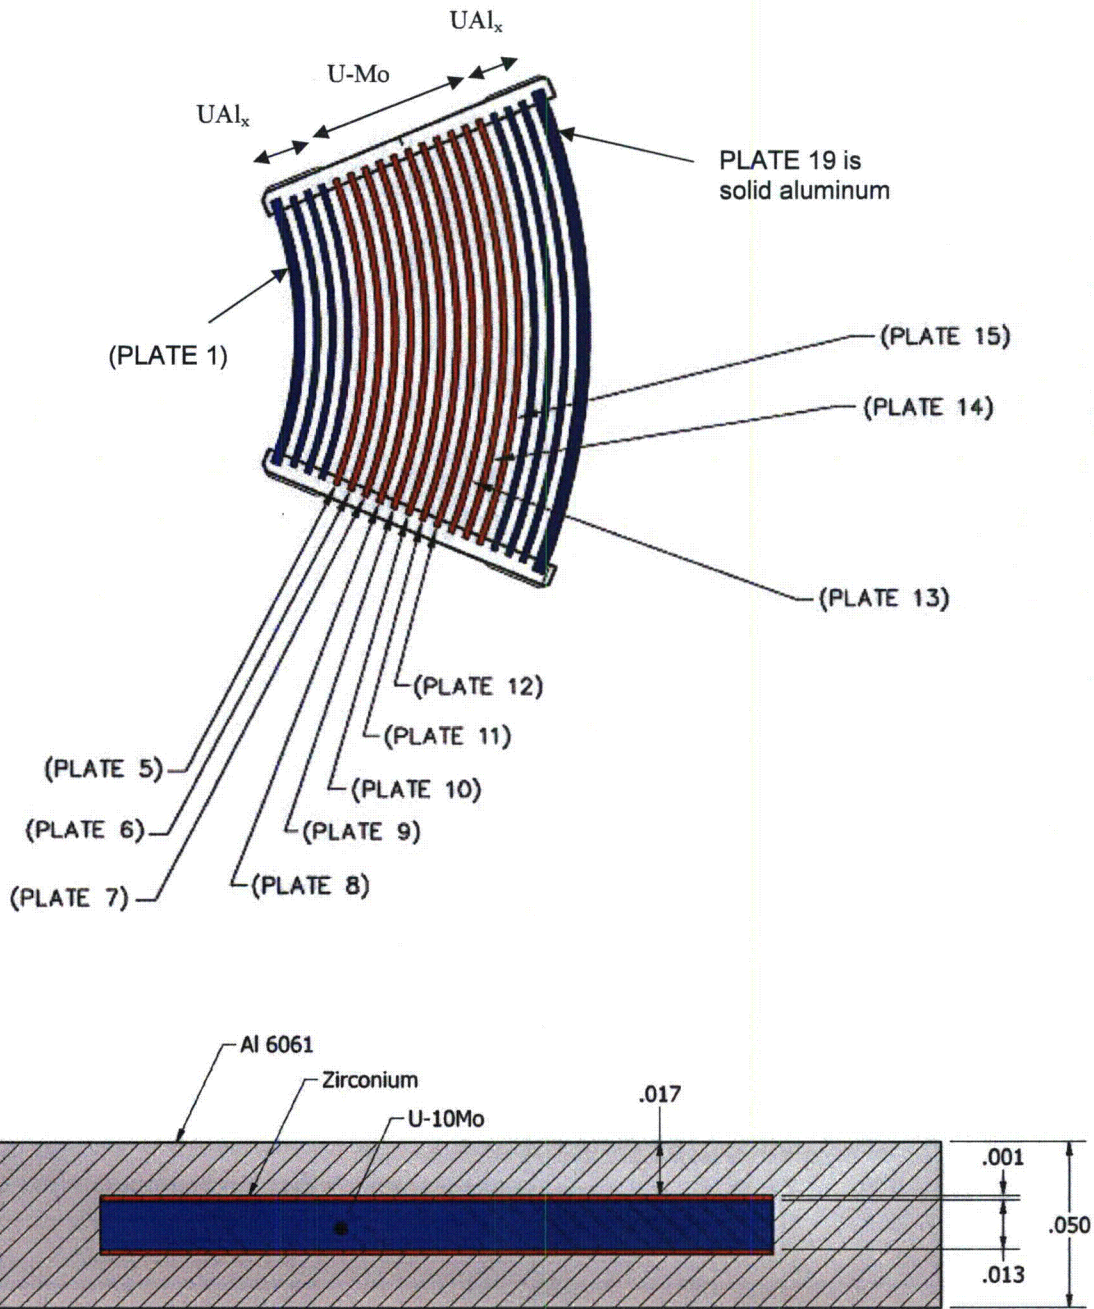 UAlx
U-Mo
UAlx
PLATE 19 is
solid aluminum
(PLATE 1)
(PLATE 15)
(PLATE 14)
(PLATE 13)
(PLATE 12)
(PLATE 11)
(PLATE 5)
(PLATE 10)
(PLATE 6)
(PLATE 9)
(PLATE 8)
(PLATE 7)
Al 6061
Zirconium
U-10Mo
.017
.001
.050
.013